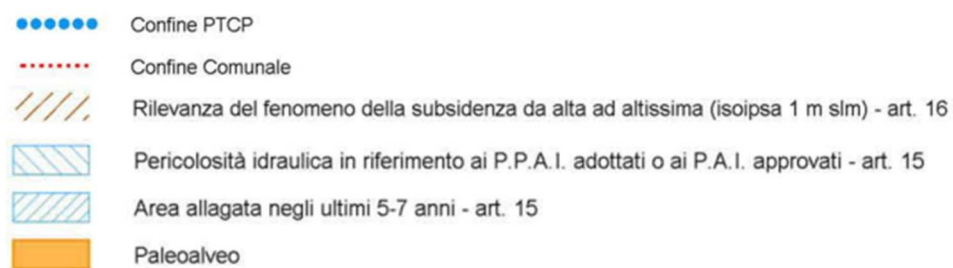 Confine PTCP
Confine Comunale
Rilevanza del fenomeno della subsidenza da alta ad altissima (isoipsa 1 m slm) - art. 16
Pericolosità idraulica in riferimento ai P.P.A.I. adottati o ai P.A.I. approvati - art. 15
Area allagata negli ultimi 5-7 anni - art. 15
Paleoalveo